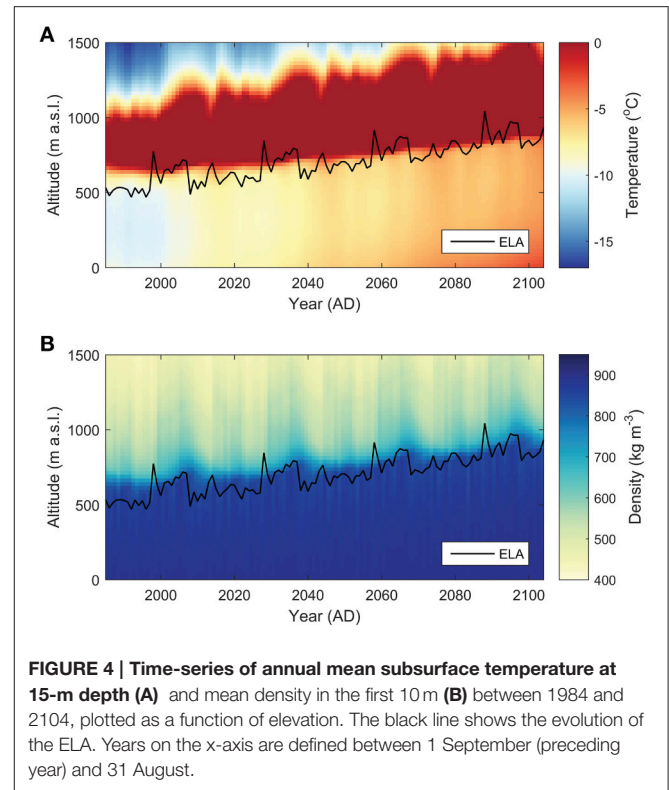 A
1500
1000
500
0
Altitude (m a.s.l.)
ELA
2000 2020 2040 2060 2080 2100
Year (AD)
0
-5
-10
-15
Temperature (°C)
B
1500
1000
500
0
Altitude (m a.s.l.)
ELA
2000 2020 2040 2060 2080 2100
Year (AD)
900
800
700
600
500
400
Density (kg m⁻³)
FIGURE 4 | Time-series of annual mean subsurface temperature at
15-m depth (A) and mean density in the first 10 m (B) between 1984 and
2104, plotted as a function of elevation. The black line shows the evolution of
the ELA. Years on the x-axis are defined between 1 September (preceding
year) and 31 August.